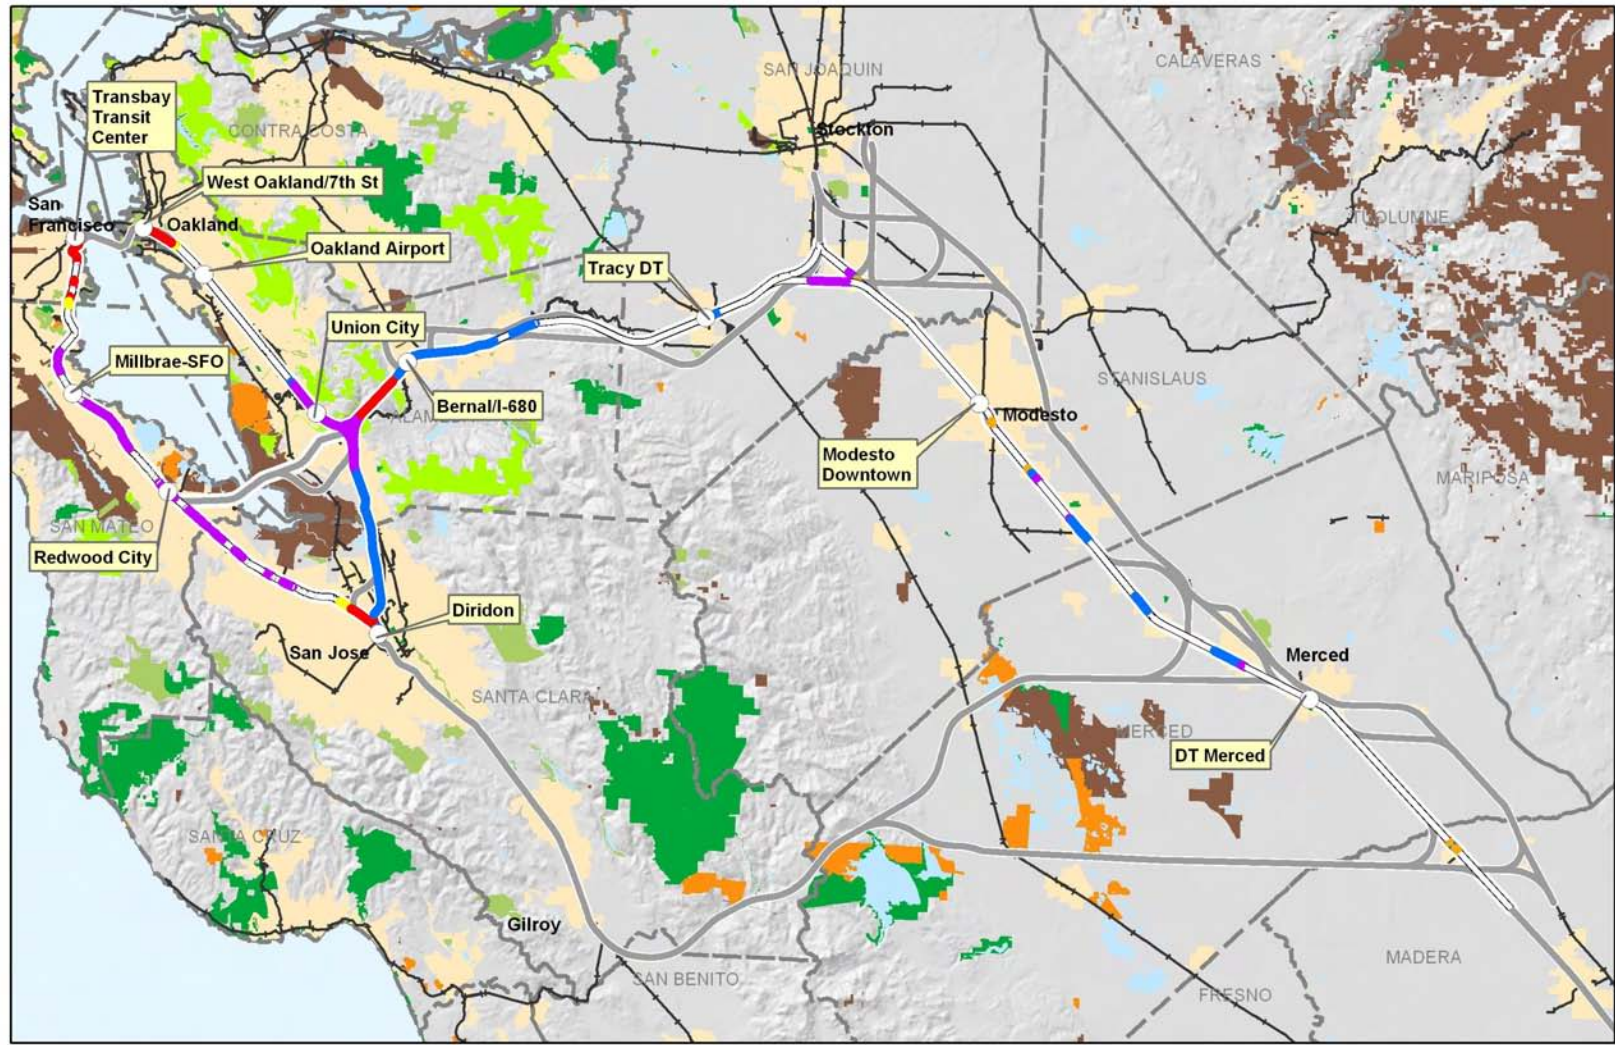 SAN JOAQUIN
CALAVERAS
Transbay
Transit
Center
CONTRA COSTA
Stockton
West Oakland/7th St
San
Francisco
Oakland
TUOLUMNE
Oakland Airport
Tracy DT
Union City
Millbrae-SFO
STANISLAUS
Bernal/I-680
ALAMEDA
Modesto
Modesto
Downtown
MARIPOSA
SAN MATEO
Redwood City
Diridon
San Jose
Merced
SANTA CLARA
MERCED
DT Merced
SANTA CRUZ
Gilroy
MADERA
SAN BENITO
FRESNO